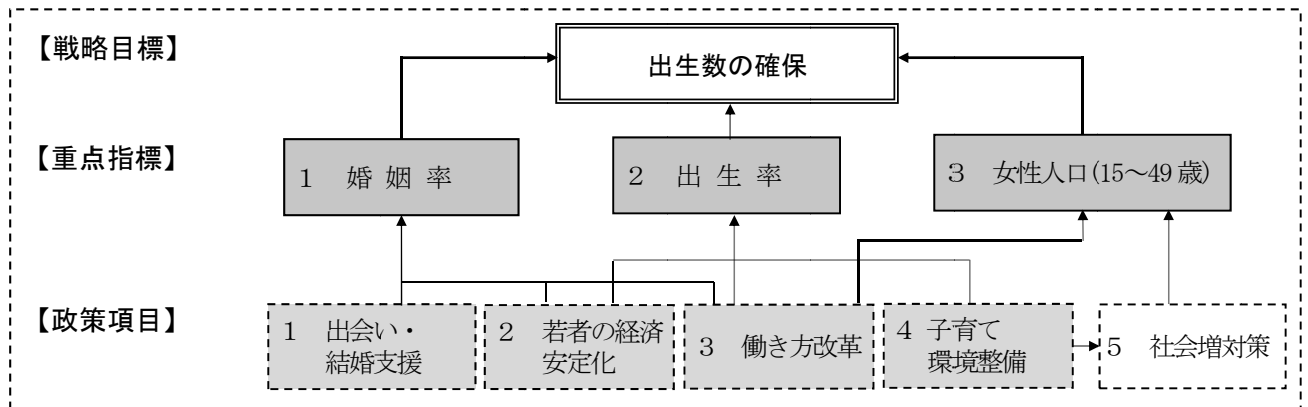 【戦略目標】
出生数の確保
【重点指標】
１ 婚 姻 率
２ 出 生 率
３ 女性人口(15～49 歳)
【政策項目】
１ 出会い・
結婚支援
２ 若者の経済
安定化
３ 働き方改革
４ 子育て
環境整備
５ 社会増対策